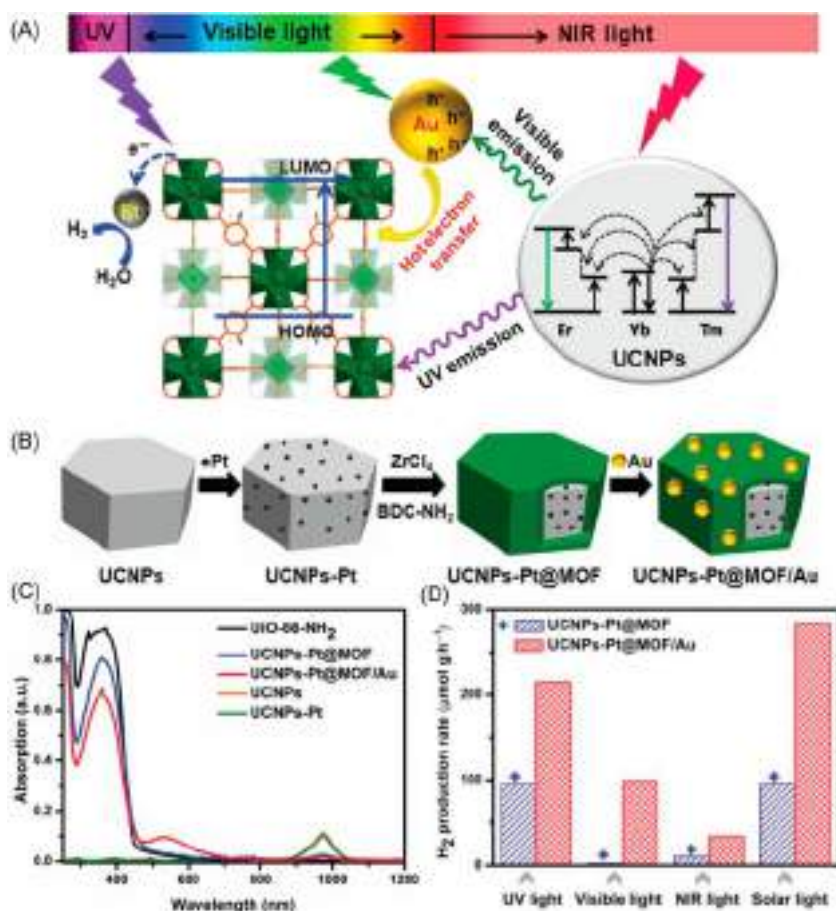 (A)
UV
Visible light
NIR light
h⁺
h⁺
Au
h⁺
h⁺
Visible
emission
e⁻
LUMO
Pt
H₂
H₂O
Hot electron
transfer
HOMO
UV emission
Er
Yb
Tm
UCNPs
(B)
Pt
ZrCl₄
BDC-NH₂
Au
UCNPs
UCNPs-Pt
UCNPs-Pt@MOF
UCNPs-Pt@MOF/Au
(C)
1.0
0.8
0.6
0.4
0.2
0.0
Absorption (a.u.)
UiO-66-NH₂
UCNPs-Pt@MOF
UCNPs-Pt@MOF/Au
UCNPs
UCNPs-Pt
400
600
800
1000
1200
Wavelength (nm)
(D)
300
200
100
0
H₂ production rate (μmol gh⁻¹)
UCNPs-Pt@MOF
UCNPs-Pt@MOF/Au
UV light
Visible light
NIR light
Solar light